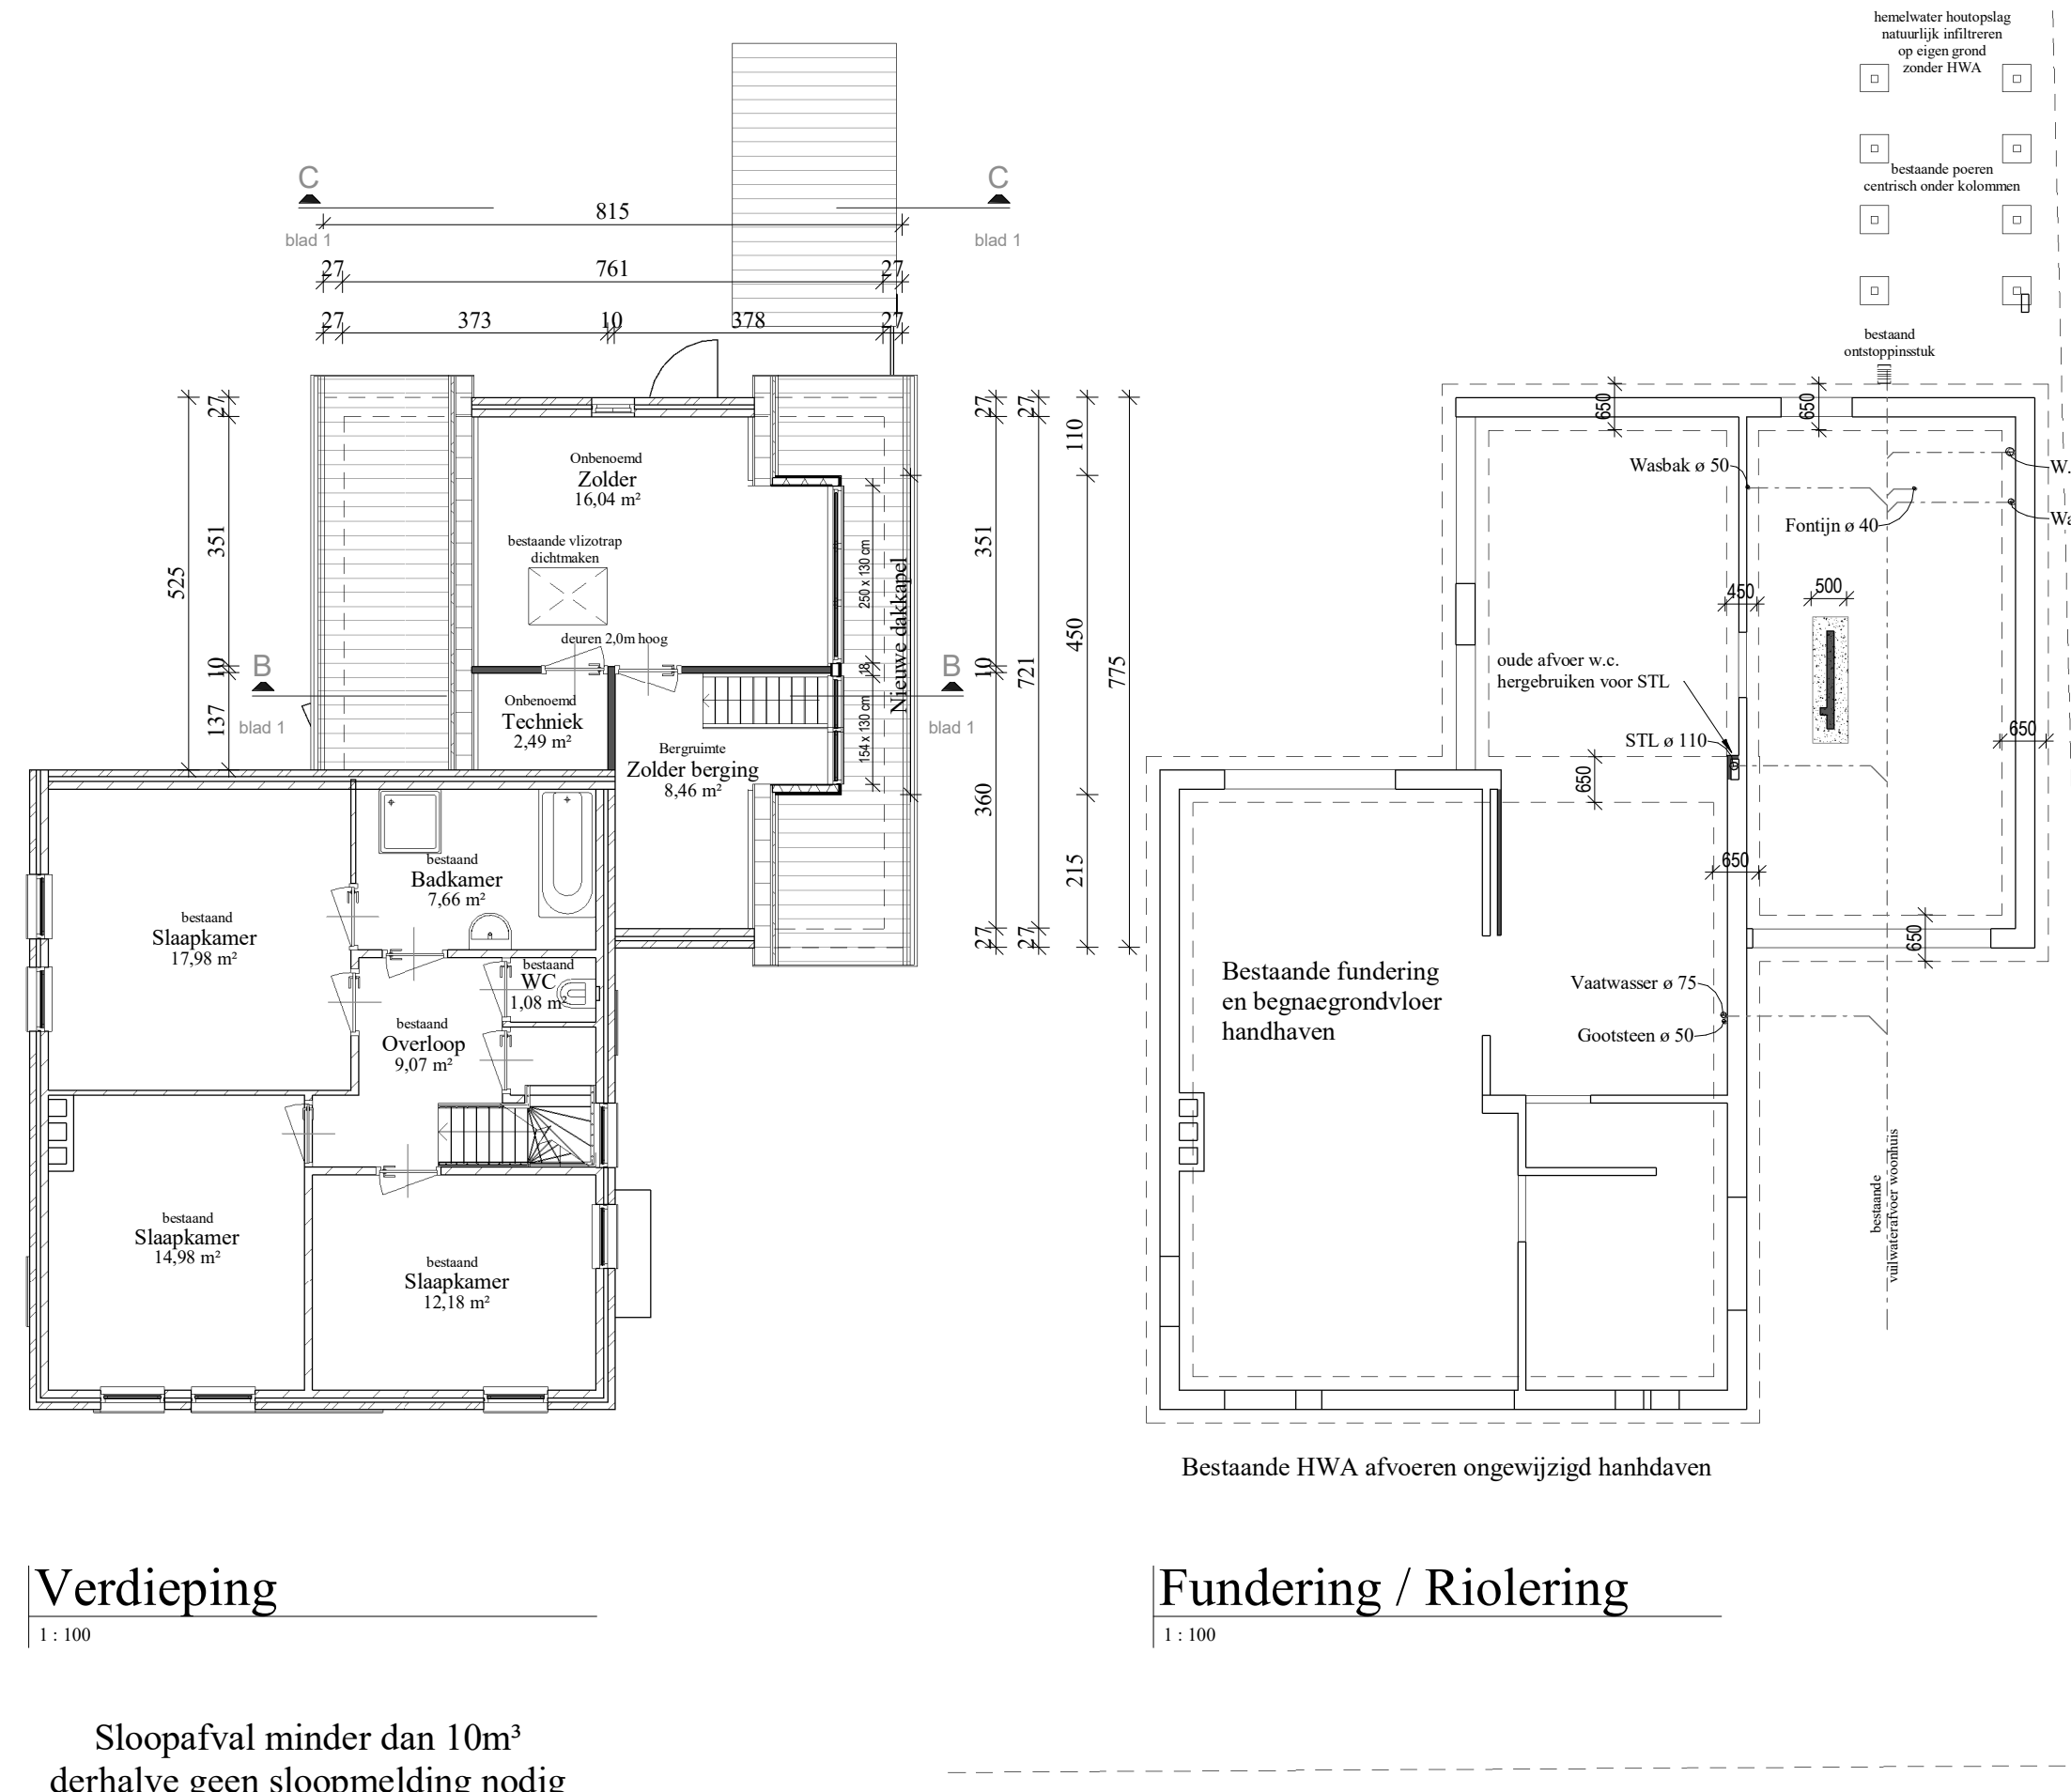 hemelwater houtopslag
natuurlijk infiltreren
op eigen grond
zonder HWA
bestaande poeren
centrisch onder kolommen
bestaand
ontstoppinsstuk
C
C
blad 1
blad 1
815
27
761
27
27
373
10
378
27
525
27
351
10
137
Onbenoemd
Zolder
16,04 m²
bestaande vlizotrap
dichtmaken
deuren 2,0m hoog
250 x 130 cm
18
154 x 130 cm
Nieuwe dakkapel
B
B
blad 1
blad 1
Onbenoemd
Techniek
2,49 m²
Bergruimte
Zolder berging
8,46 m²
27
351
10
360
27
27
721
27
110
450
215
775
bestaand
Badkamer
7,66 m²
bestaand
Slaapkamer
17,98 m²
bestaand
WC
1,08 m²
bestaand
Overloop
9,07 m²
bestaand
Slaapkamer
14,98 m²
bestaand
Slaapkamer
12,18 m²
650
650
Wasbak ø 50
W.
Fontijn ø 40
Wa
450
500
oude afvoer w.c.
hergebruiken voor STL
STL ø 110
650
650
650
650
Bestaande fundering
en begnaegrondvloer
handhaven
Vaatwasser ø 75
Gootsteen ø 50
bestaande
vuilwaterafvoer woonhuis
Bestaande HWA afvoeren ongewijzigd hanhdaven
Verdieping
1 : 100
Fundering / Riolering
1 : 100
Sloopafval minder dan 10m³
derhalve geen sloopmelding nodig